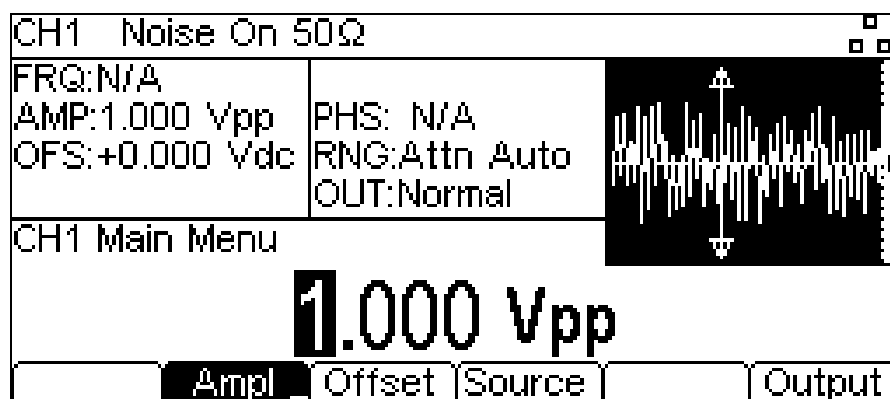 CH1 Noise On 50Ω
FRQ:N/A
AMP:1.000 Vpp
OFS:+0.000 Vdc
PHS: N/A
RNG:Attn Auto
OUT:Normal
CH1 Main Menu
1.000 Vpp
Ampl Offset Source Output